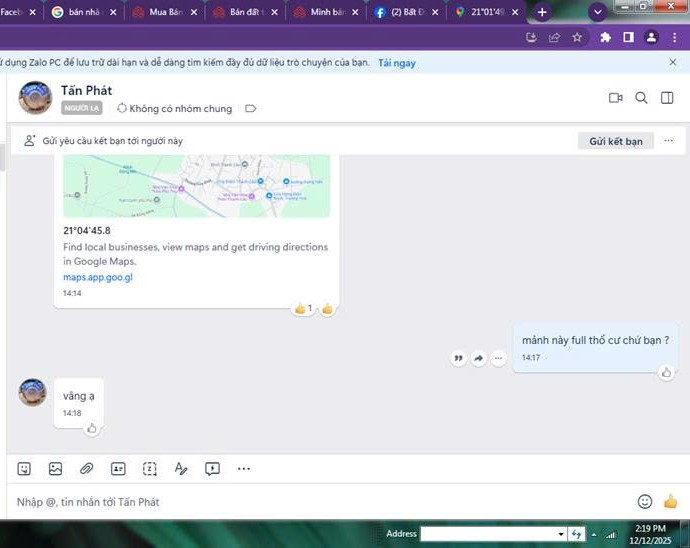 Faceb
bán nhà
Mua Bán
Bán đất t
Mình bán
(2) Bất Đ
21°01'49
ử dụng Zalo PC để lưu trữ dài hạn và dễ dàng tìm kiếm đầy đủ dữ liệu trò chuyện của bạn. Tải ngay
Tấn Phát
NGƯỜI LẠ Không có nhóm chung
Gửi yêu cầu kết bạn tới người này
Gửi kết bạn
21°04'45.8
Find local businesses, view maps and get driving directions
in Google Maps.
maps.app.goo.gl
14:14
1
mảnh này full thổ cư chứ bạn ?
14:17
vâng ạ
14:18
Nhập @, tin nhắn tới Tấn Phát
Address
2:19 PM
12/12/2025